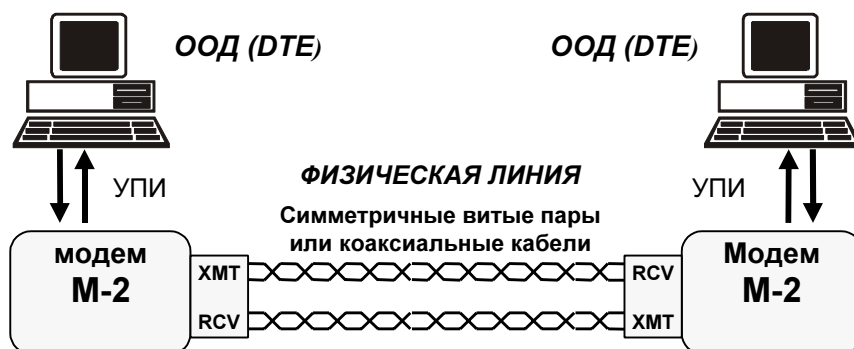 ООД (DTE)
ООД (DTE)
УПИ
ФИЗИЧЕСКАЯ ЛИНИЯ
УПИ
Симметричные витые пары
или коаксиальные кабели
модем
М-2
XMT
RCV
RCV
XMT
Модем
М-2